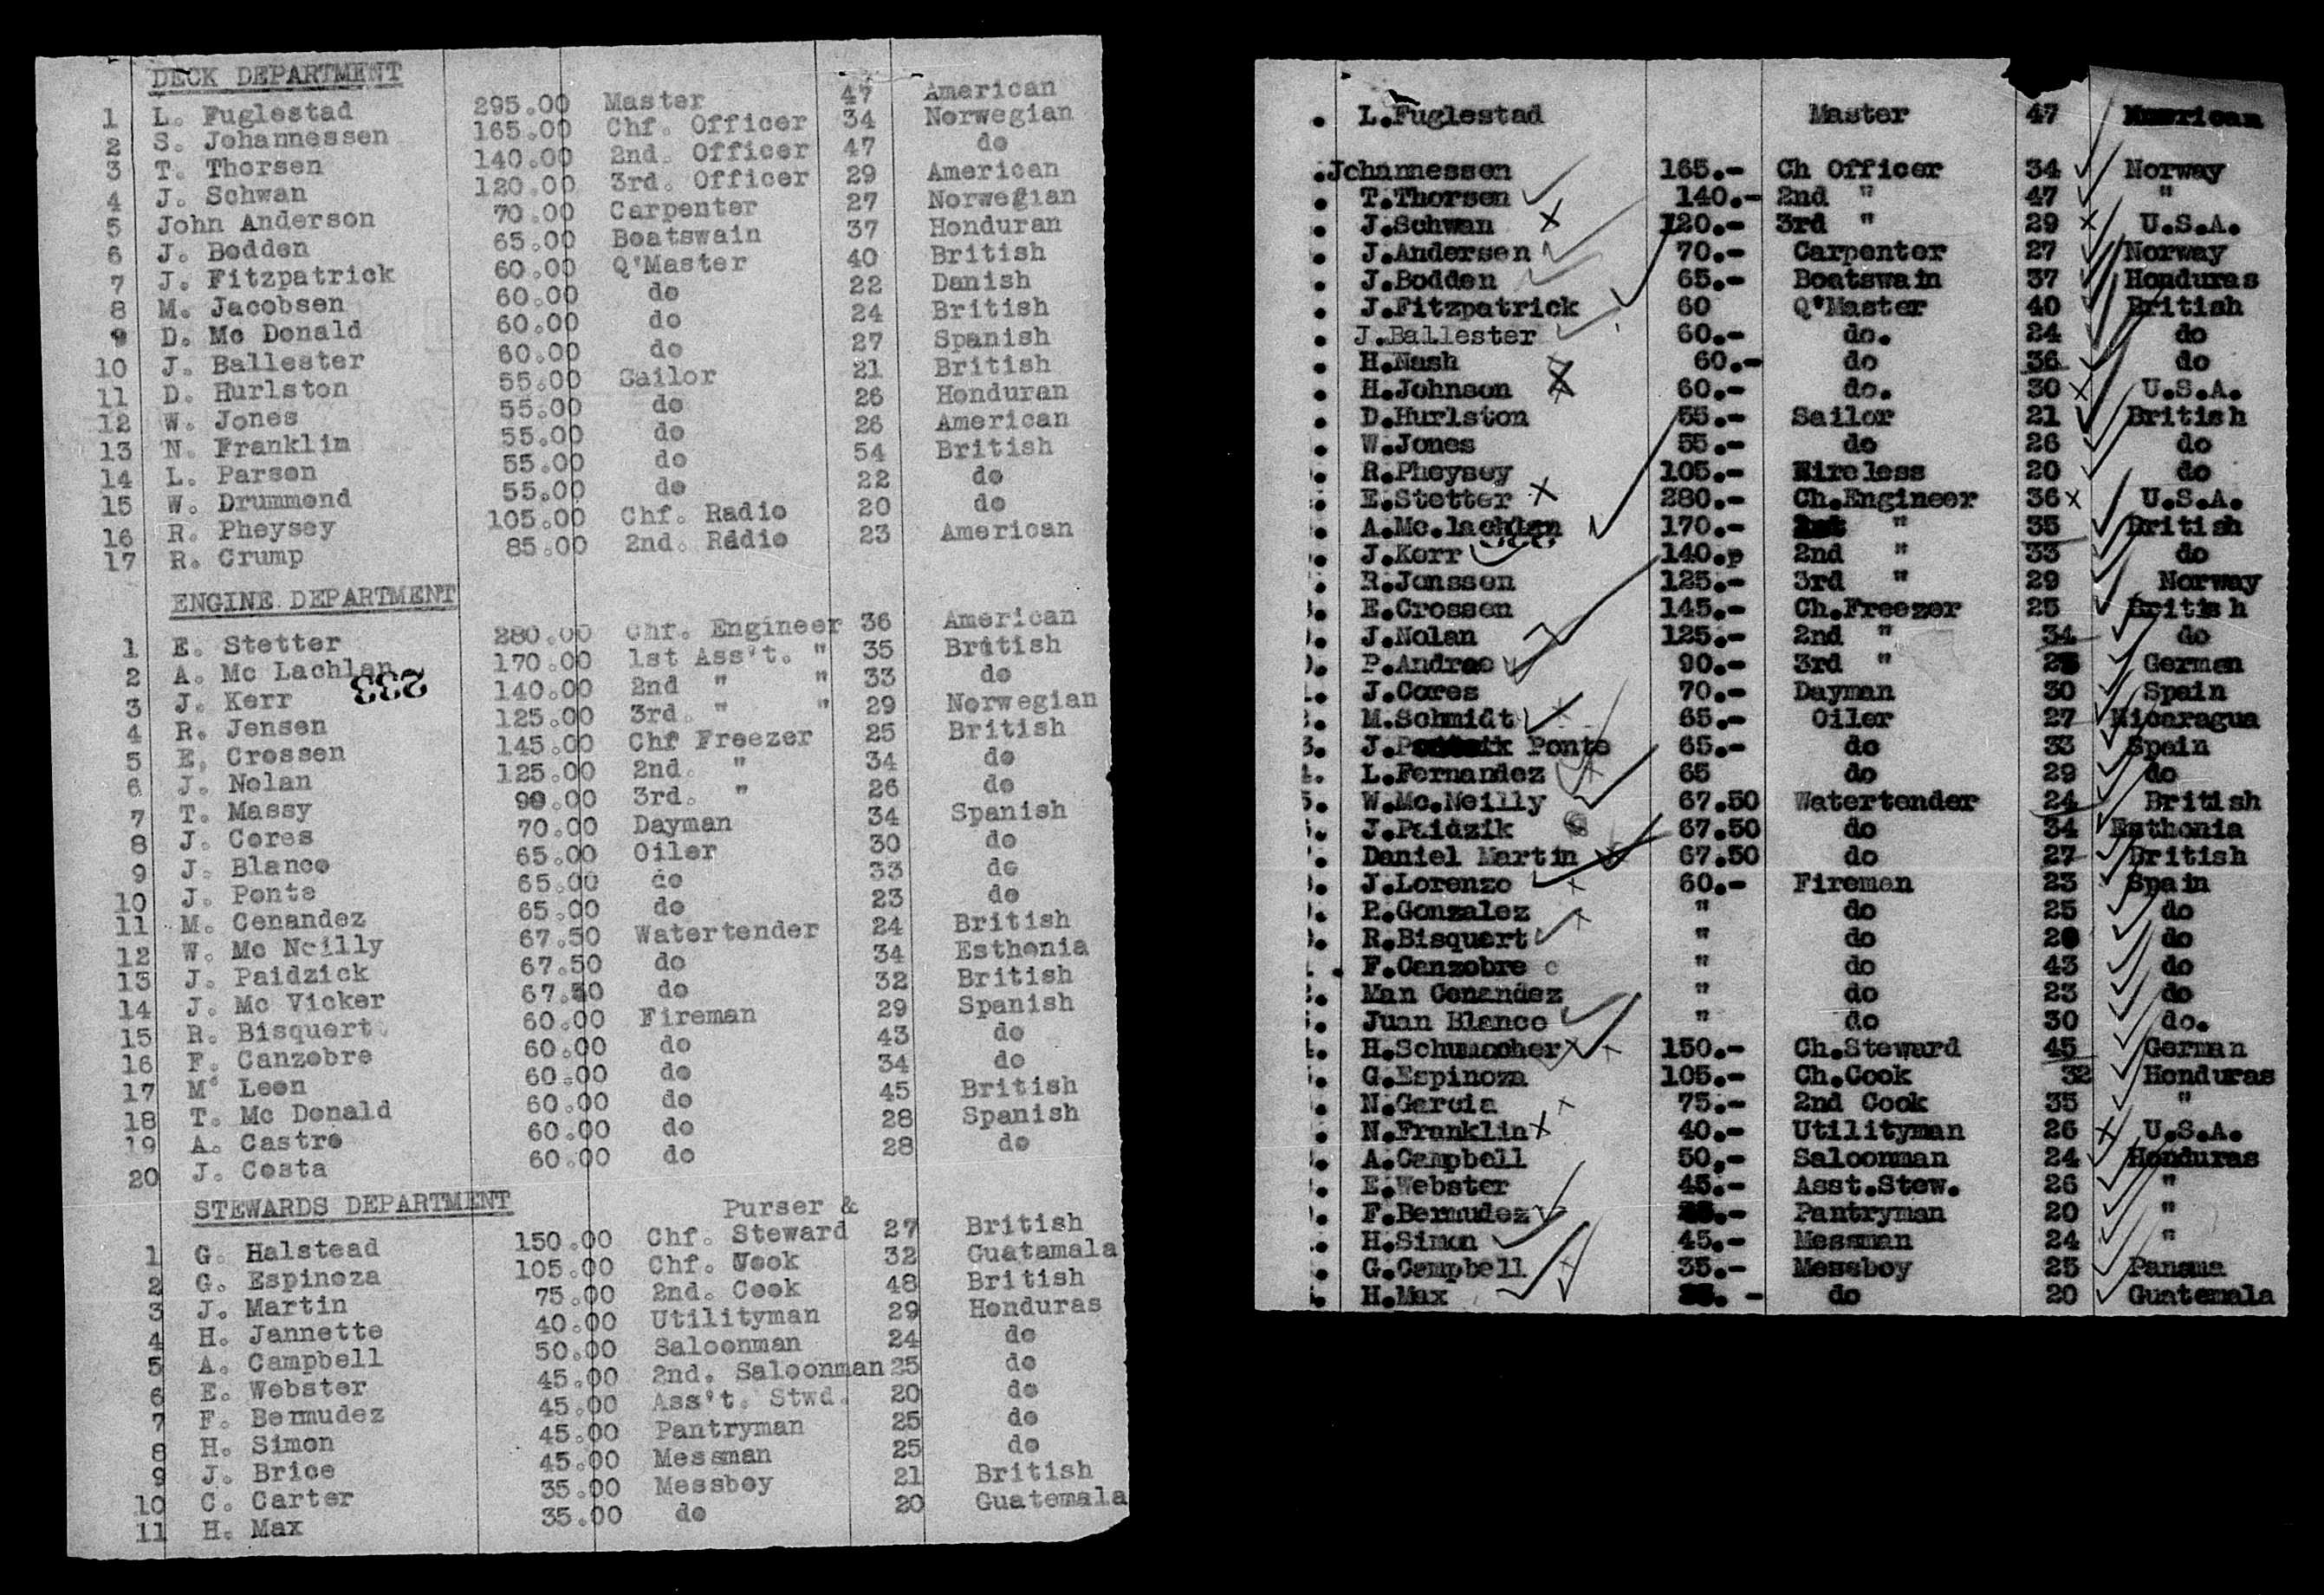 DECK DEPARTMENT
1 L. Fuglestad 295.00 Master 47 American
2 S. Johannessen 165.00 Chf. Officer 34 Norwegian
3 T. Thorsen 140.00 2nd. Officer 47 do
4 J. Schwan 120.00 3rd. Officer 29 American
5 John Anderson 70.00 Carpenter 27 Norwegian
6 J. Bodden 65.00 Boatswain 37 Honduran
7 J. Fitzpatrick 60.00 Q'Master 40 British
8 M. Jacobsen 60.00 do 22 Danish
9 D. Mc Donald 60.00 do 24 British
10 J. Ballester 60.00 do 27 Spanish
11 D. Hurlston 55.00 Sailor 21 British
12 W. Jones 55.00 do 26 Honduran
13 N. Franklin 55.00 do 26 American
14 L. Parson 55.00 do 54 British
15 W. Drummond 55.00 do 22 do
16 R. Pheysey 105.00 Chf. Radio 20 do
17 R. Crump 85.00 2nd. Radio 23 American
ENGINE DEPARTMENT
1 E. Stetter 280.00 Chf. Engineer 36 American
2 A. Mc Lachlan 170.00 1st Ass't. " 35 British
233
3 J. Kerr 140.00 2nd " " 33 do
4 R. Jensen 125.00 3rd. " " 29 Norwegian
5 E. Crossen 145.00 Chf Freezer 25 British
6 J. Nolan 125.00 2nd. " 34 do
7 T. Massy 90.00 3rd. " 26 do
8 J. Cores 70.00 Dayman 34 Spanish
9 J. Blanco 65.00 Oiler 30 do
10 J. Ponte 65.00 do 33 do
11 M. Cenandez 65.00 do 23 do
12 W. Mc Neilly 67.50 Watertender 24 British
13 J. Paidzick 67.50 do 34 Esthonia
14 J. Mc Vicker 67.50 do 32 British
15 R. Bisquert 60.00 Fireman 29 Spanish
16 F. Canzobre 60.00 do 43 do
17 M Leon 60.00 do 34 do
18 T. Mc Donald 60.00 do 45 British
19 A. Castro 60.00 do 28 Spanish
20 J. Costa 60.00 do 28 do
STEWARDS DEPARTMENT
Purser &
1 G. Halstead 150.00 Chf. Steward 27 British
2 G. Espinoza 105.00 Chf. Cook 32 Guatamala
3 J. Martin 75.00 2nd. Cook 48 British
4 H. Jannette 40.00 Utilityman 29 Honduras
5 A. Campbell 50.00 Saloonman 24 do
6 E. Webster 45.00 2nd. Saloonman 25 do
7 F. Bermudez 45.00 Ass't. Stwd. 20 do
8 H. Simon 45.00 Pantryman 25 do
9 J. Brice 45.00 Messman 25 do
10 C. Carter 35.00 Messboy 21 British
11 H. Max 35.00 do 20 Guatemala
. L.Fuglestad Master 47 American
.Johannessen 165.- Ch Officer 34 Norway
. T.Thorsen 140.- 2nd " 47 "
. J.Schwan 120.- 3rd " 29 U.S.A.
. J.Andersen 70.- Carpenter 27 Norway
. J.Bodden 65.- Boatswain 37 Honduras
. J.Fitzpatrick 60 Q'Master 40 British
. J.Ballester 60.- do. 24 do
. H.Nash 60.- do 36 do
. H.Johnson 60.- do. 30 U.S.A.
. D.Hurlston 55.- Sailor 21 British
. W.Jones 55.- do 26 do
. R.Pheysey 105.- Wireless 20 do
. E.Stetter 280.- Ch.Engineer 36 U.S.A.
. A.Mc.lachlan 170.- 1st " 35 British
. J.Kerr 140.p 2nd " 33 do
. R.Jonssen 125.- 3rd " 29 Norway
. E.Crossen 145.- Ch.Freezer 25 British
. J.Nolan 125.- 2nd " 34 do
. P.Andrae 90.- 3rd " German
. J.Cores 70.- Dayman 30 Spain
. M.Schmidt 65.- Oiler 27 Nicaragua
3. J. Ponte 65.- do 33 Spain
. L.Fernandez 65 do 29 do
5. W.Mc.Neilly 67.50 Watertender 24 British
. J.Paidzik 67.50 do 34 Esthonia
. Daniel Martin 67.50 do 27 British
. J.Lorenzo 60.- Fireman 23 Spain
. P.Gonzalez " do 25 do
. R.Bisquert " do do
. F.Canzobre " do 43 do
. Man Cenandez " do 23 do
. Juan Blanco " do 30 do.
. H.Schumacher 150.- Ch.Steward 45 German
. G.Espinoza 105.- Ch.Cook 32 Honduras
. N.Garcia 75.- 2nd Cook 35 "
. N.Franklin 40.- Utilityman 26 U.S.A.
. A.Campbell 50,- Saloonman 24 Honduras
. E.Webster 45.- Asst.Stew. 26 "
. F.Bermudez Pantryman 20 "
. H.Simon 45.- Messman 24 "
. G.Campbell 35.- Messboy 25 Panama
. H.Max do 20 Guatemala